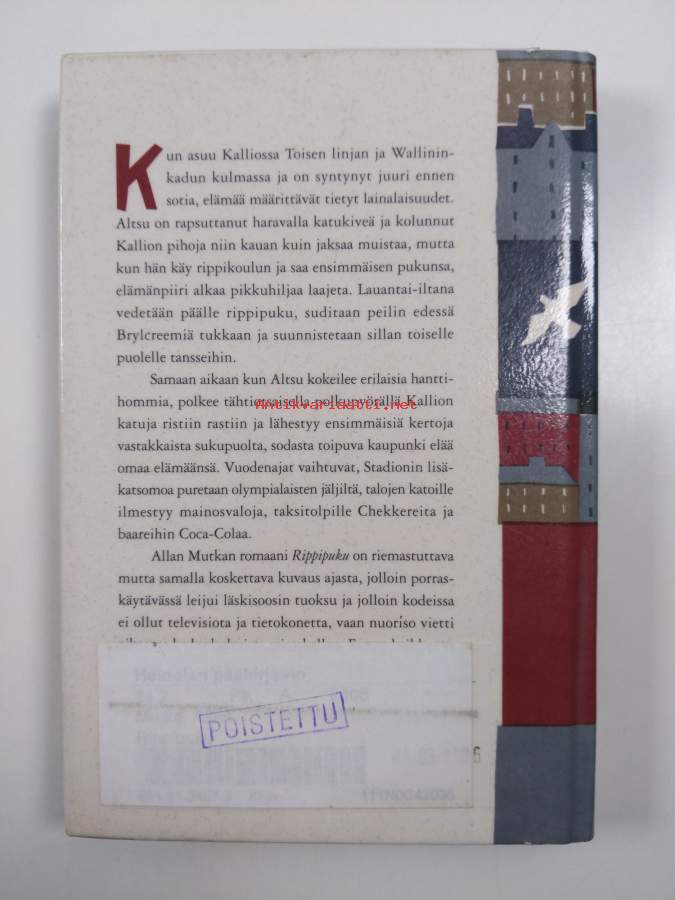 Kun asuu Kalliossa Toisen linjan ja Wallinin-
kadun kulmassa ja on syntynyt juuri ennen
sotia, elämää määrittävät tietyt lainalaisuudet.
Altsu on rapsuttanut haravalla katukiveä ja kolunnut
Kallion pihoja niin kauan kuin jaksaa muistaa, mutta
kun hän käy rippikoulun ja saa ensimmäisen pukunsa,
elämänpiiri alkaa pikkuhiljaa laajeta. Lauantai-iltana
vedetään päälle rippipuku, suditaan peilin edessä
Brylcreemiä tukkaan ja suunnistetaan sillan toiselle
puolelle tansseihin.
Samaan aikaan kun Altsu kokeilee erilaisia hantti-
hommia, polkee tähtiotsaisella polkupyörällä Kallion
Antikvariaatti.net
katuja ristiin rastiin ja lähestyy ensimmäisiä kertoja
vastakkaista sukupuolta, sodasta toipuva kaupunki elää
omaa elämäänsä. Vuodenajat vaihtuvat, Stadionin lisä-
katsomoa puretaan olympialaisten jäljiltä, talojen katoille
ilmestyy mainosvaloja, taksitolpille Chekkereita ja
baareihin Coca-Colaa.
Allan Mutkan romaani Rippipuku on riemastuttava
mutta samalla koskettava kuvaus ajasta, jolloin porras-
käytävässä leijui läskisoosin tuoksu ja jolloin kodeissa
ei ollut televisiota ja tietokonetta, vaan nuoriso vietti
POISTETTU